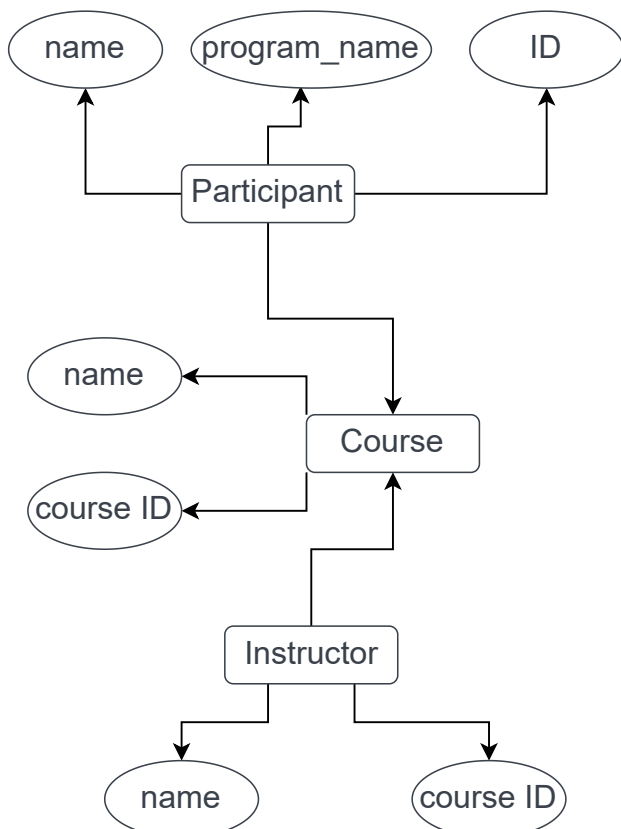 name
program_name
ID
Participant
name
Course
course ID
Instructor
name
course ID